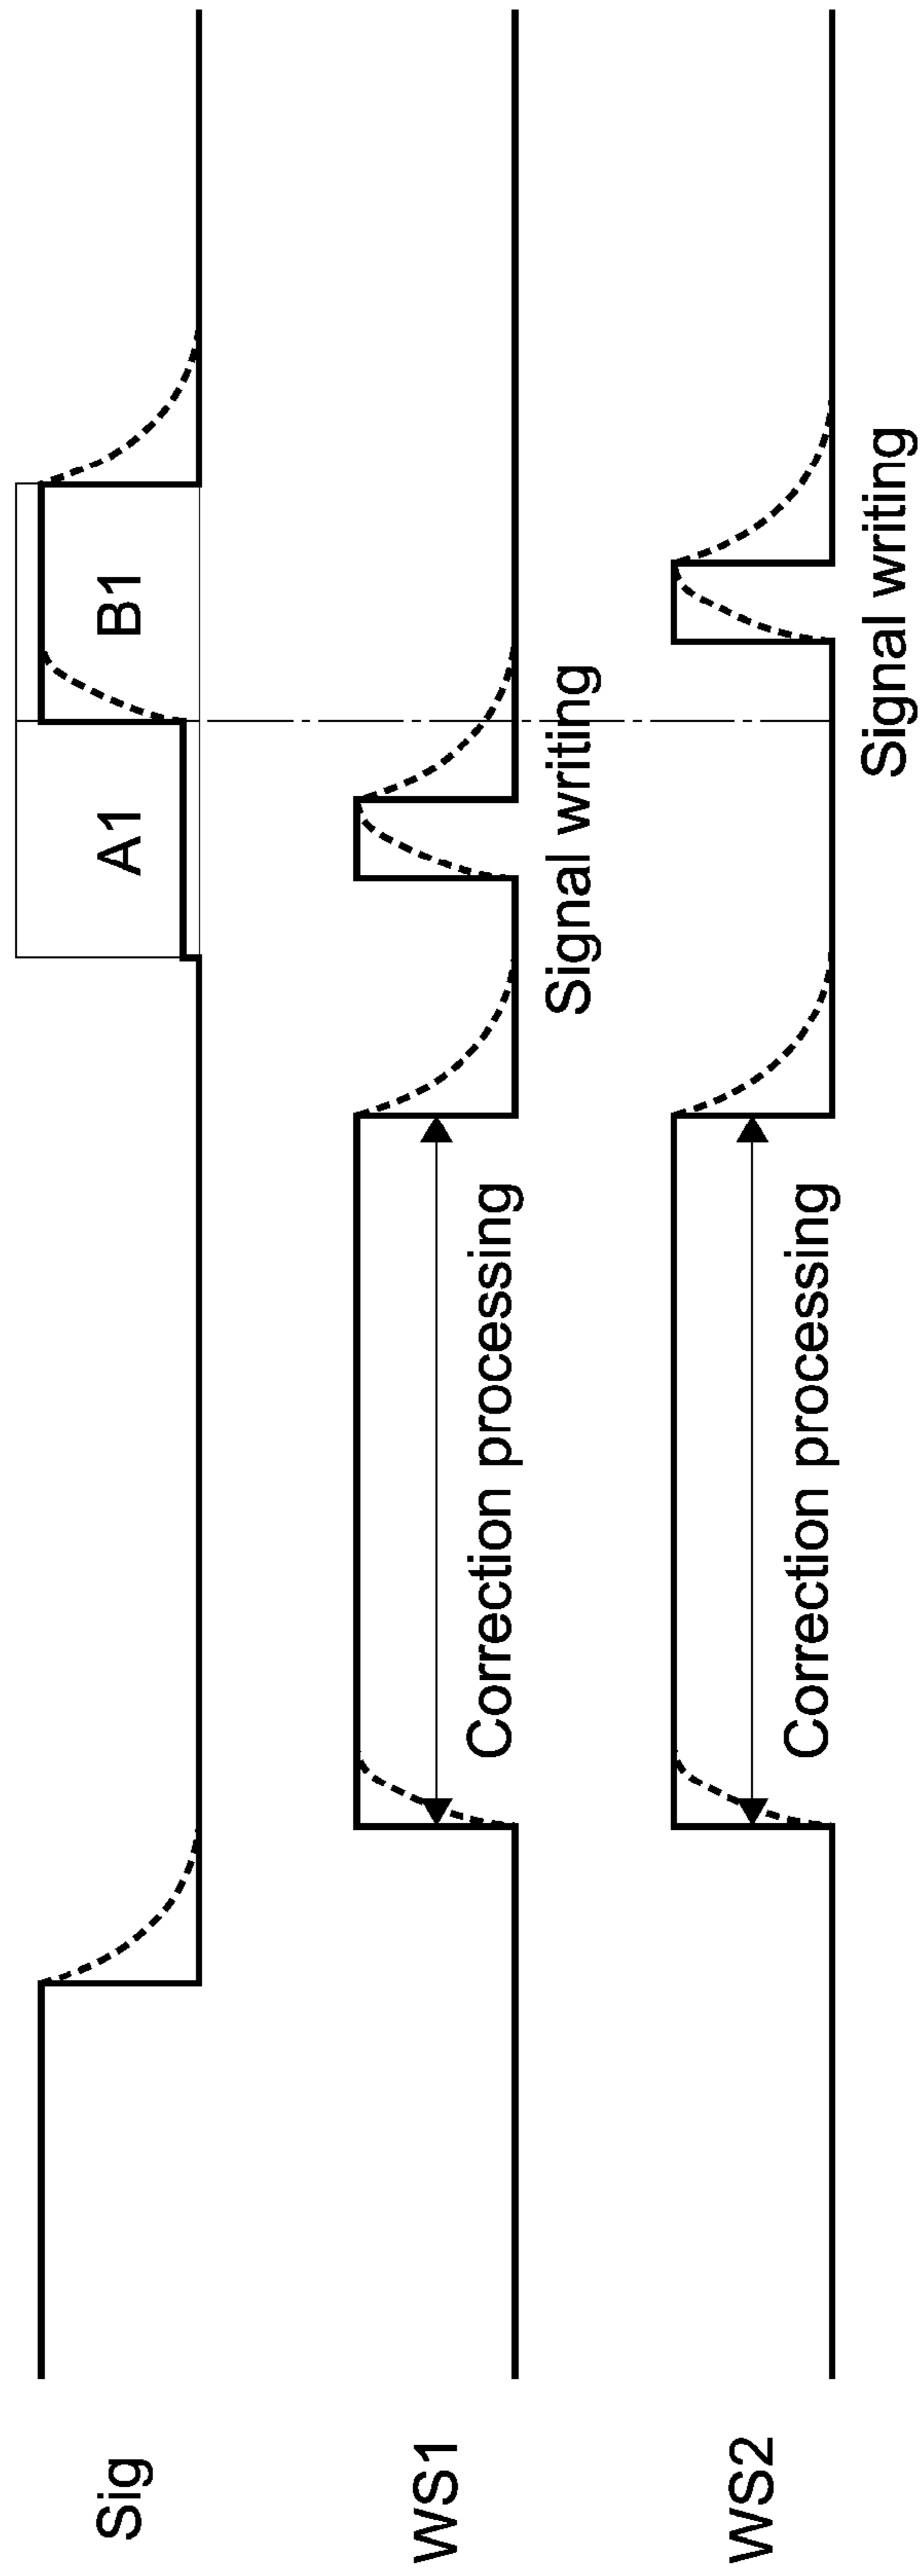 Sig
A1
B1
WS1
Correction processing
Signal writing
WS2
Correction processing
Signal writing